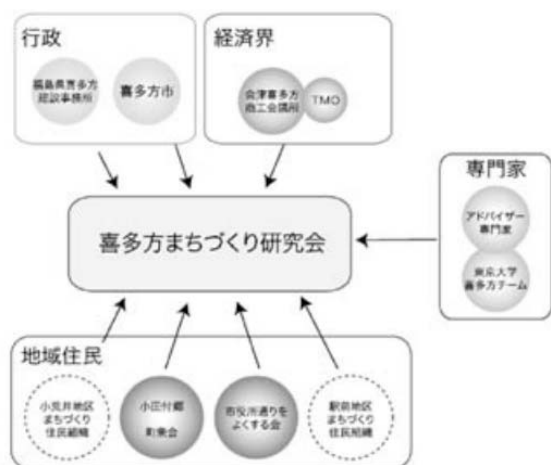 行政
福島県喜多方
建設事務所
喜多方市
経済界
会津喜多方
商工会議所
TMO
専門家
アドバイザー
専門家
東京大学
喜多方チーム
喜多方まちづくり研究会
地域住民
小荒井地区
まちづくり
住民組織
小田付郷
町衆会
市役所通りを
よくする会
駅前地区
まちづくり
住民組織